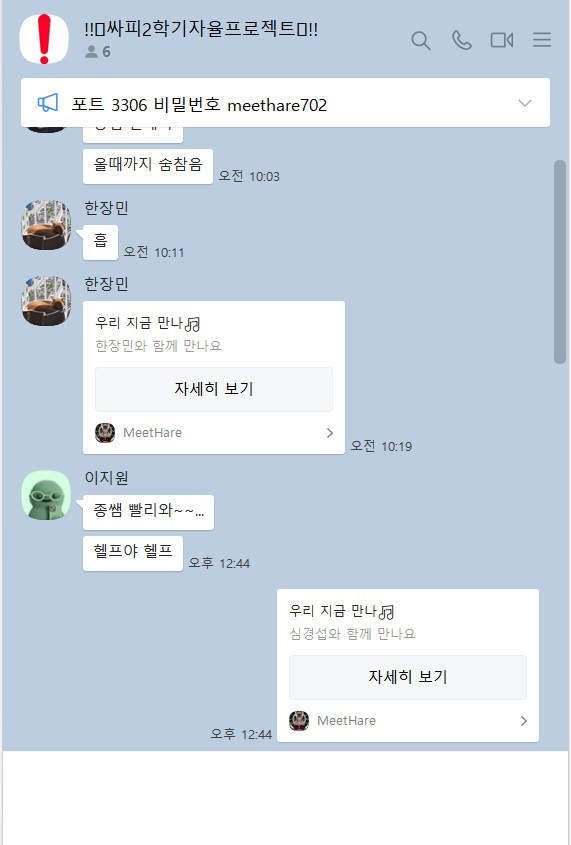 !!싸피2학기자율프로젝트!!
6
포트 3306 비밀번호 meethare702
올때까지 숨참음
오전 10:03
한장민
흡
오전 10:11
한장민
우리 지금 만나🎵
한장민와 함께 만나요
자세히 보기
MeetHare
오전 10:19
이지원
종쌤 빨리와~~...
헬프야 헬프
오후 12:44
우리 지금 만나🎵
심경섭와 함께 만나요
자세히 보기
MeetHare
오후 12:44